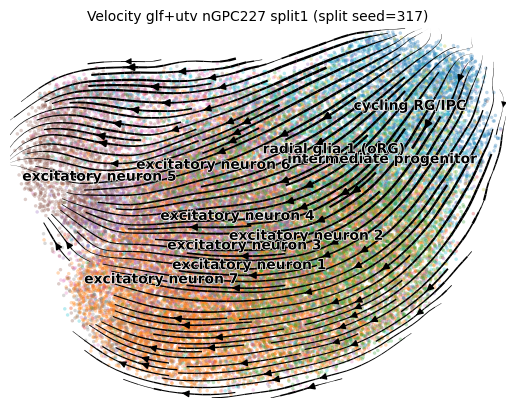 Velocity glf+utv nGPC227 split1 (split seed=317)
cycling RG/IPC
radial glia 1 (oRG)
intermediate progenitor
excitatory neuron 6
excitatory neuron 5
excitatory neuron 4
excitatory neuron 2
excitatory neuron 3
excitatory neuron 1
excitatory neuron 7